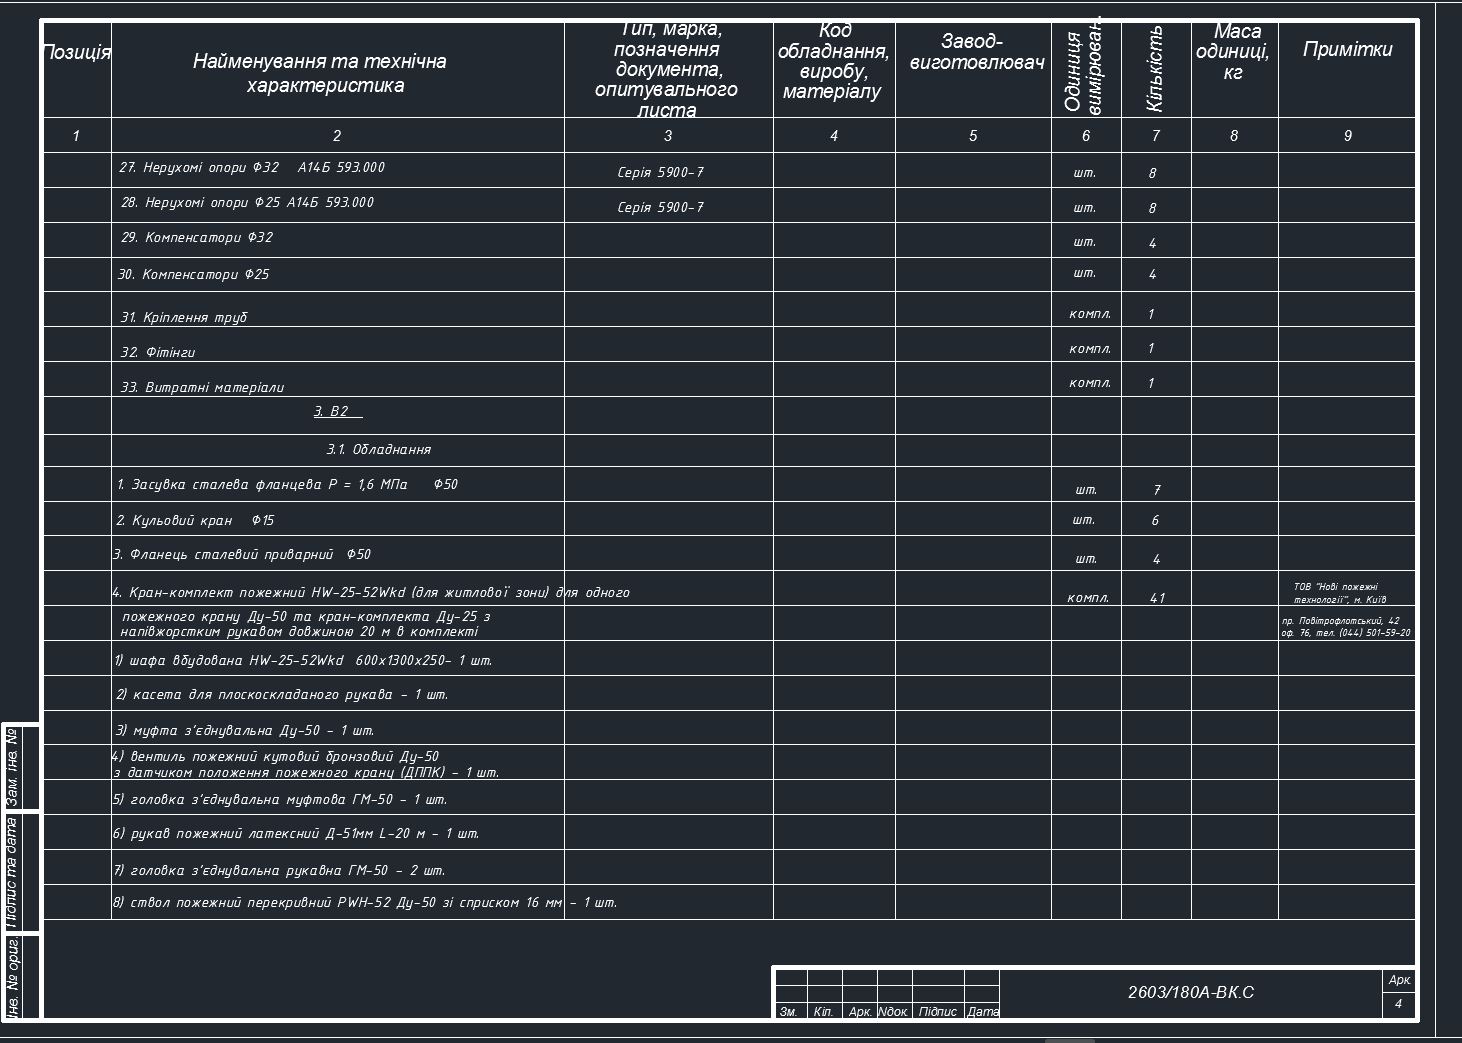 Позиція
Найменування та технічна
характеристика
Тип, марка,
позначення
документа,
опитувального
листа
Код
обладнання,
виробу,
матеріалу
Завод-
виготовлювач
Одиниця
вимірюван.
Кількість
Маса
одиниці,
кг
Примітки
1 2 3 4 5 6 7 8 9
27. Нерухомі опори Ф32 А14Б 593.000 Серія 5900-7 шт. 8
28. Нерухомі опори Ф25 А14Б 593.000 Серія 5900-7 шт. 8
29. Компенсатори Ф32 шт. 4
30. Компенсатори Ф25 шт. 4
31. Кріплення труб компл. 1
32. Фітінги компл. 1
33. Витратні матеріали компл. 1
3. В2
3.1. Обладнання
1. Засувка сталева фланцева Р = 1,6 МПа Ф50 шт. 7
2. Кульовий кран Ф15 шт. 6
3. Фланець сталевий приварний Ф50 шт. 4
4. Кран-комплект пожежний HW-25-52Wkd (для житлової зони) для одного компл. 41
ТОВ "Нові пожежні
технології", м. Київ
пожежного крану Ду-50 та кран-комплекта Ду-25 з
напівжорстким рукавом довжиною 20 м в комплекті
пр. Повітрофлотський, 42
оф. 76, тел. (044) 501-59-20
1) шафа вбудована HW-25-52Wkd 600х1300х250- 1 шт.
2) касета для плоскоскладаного рукава - 1 шт.
3) муфта з'єднувальна Ду-50 - 1 шт.
4) вентиль пожежний кутовий бронзовий Ду-50
з датчиком положення пожежного крану (ДППК) - 1 шт.
5) головка з'єднувальна муфтова ГМ-50 - 1 шт.
6) рукав пожежний латексний Д-51мм L-20 м - 1 шт.
7) головка з'єднувальна рукавна ГМ-50 - 2 шт.
8) ствол пожежний перекривний PWH-52 Ду-50 зі сприском 16 мм - 1 шт.
Зам. інв. №
Підпис та дата
Інв. № ориг.
Зм. Кіл. Арк. Nдок. Підпис Дата
2603/180А-ВК.С
Арк.
4